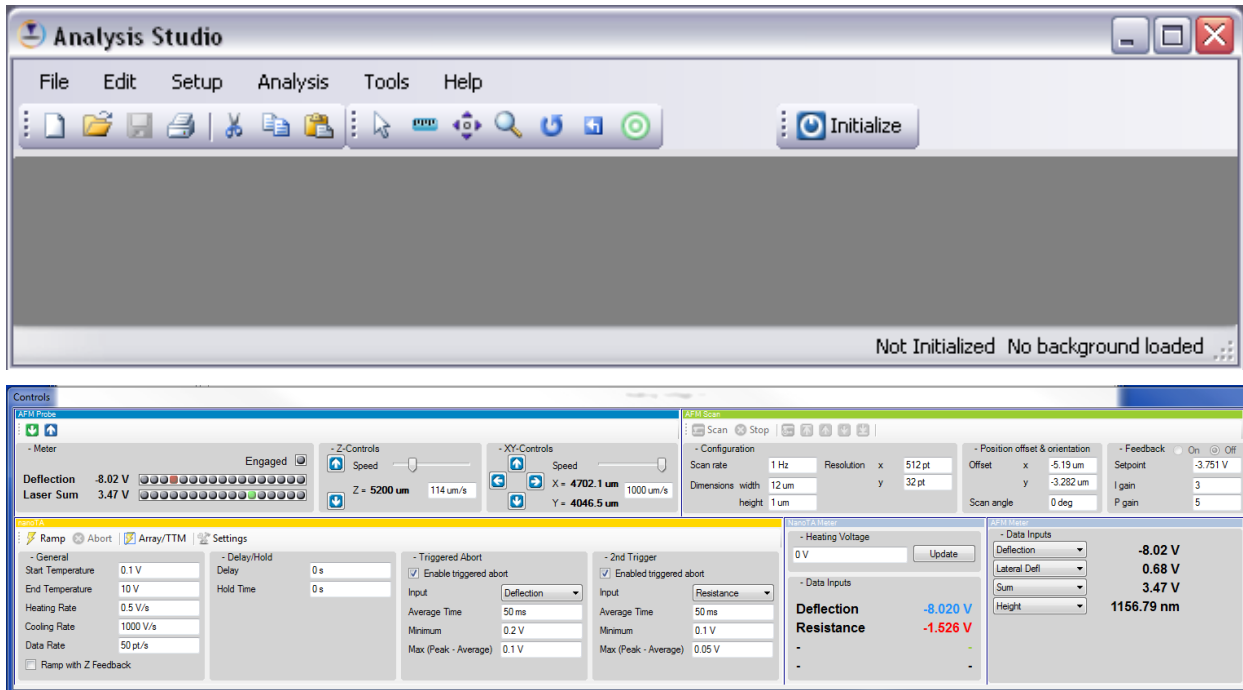 Analysis Studio
File Edit Setup Analysis Tools Help
Initialize
Not Initialized No background loaded
Controls
AFM Probe
- Meter
Engaged
Deflection -8.02 V
Laser Sum 3.47 V
- Z-Controls
Speed
Z = 5200 um 114 um/s
- XY-Controls
Speed
X = 4702.1 um 1000 um/s
Y = 4046.5 um
AFM Scan
Scan Stop
- Configuration
Scan rate 1 Hz Resolution x 512 pt
Dimensions width 12 um y 32 pt
height 1 um
- Position offset & orientation
Offset x -5.19 um
y -3.282 um
Scan angle 0 deg
- Feedback On Off
Setpoint -3.751 V
I gain 3
P gain 5
nanoTA
Ramp Abort Array/TTM Settings
- General
Start Temperature 0.1 V
End Temperature 10 V
Heating Rate 0.5 V/s
Cooling Rate 1000 V/s
Data Rate 50 pt/s
Ramp with Z Feedback
- Delay/Hold
Delay 0 s
Hold Time 0 s
- Triggered Abort
Enable triggered abort
Input Deflection
Average Time 50 ms
Minimum 0.2 V
Max (Peak - Average) 0.1 V
- 2nd Trigger
Enabled triggered abort
Input Resistance
Average Time 50 ms
Minimum 0.1 V
Max (Peak - Average) 0.05 V
NanoTA Meter
- Heating Voltage
0 V Update
- Data Inputs
Deflection -8.020 V
Resistance -1.526 V
- -
- -
AFM Meter
- Data Inputs
Deflection -8.02 V
Lateral Defl 0.68 V
Sum 3.47 V
Height 1156.79 nm